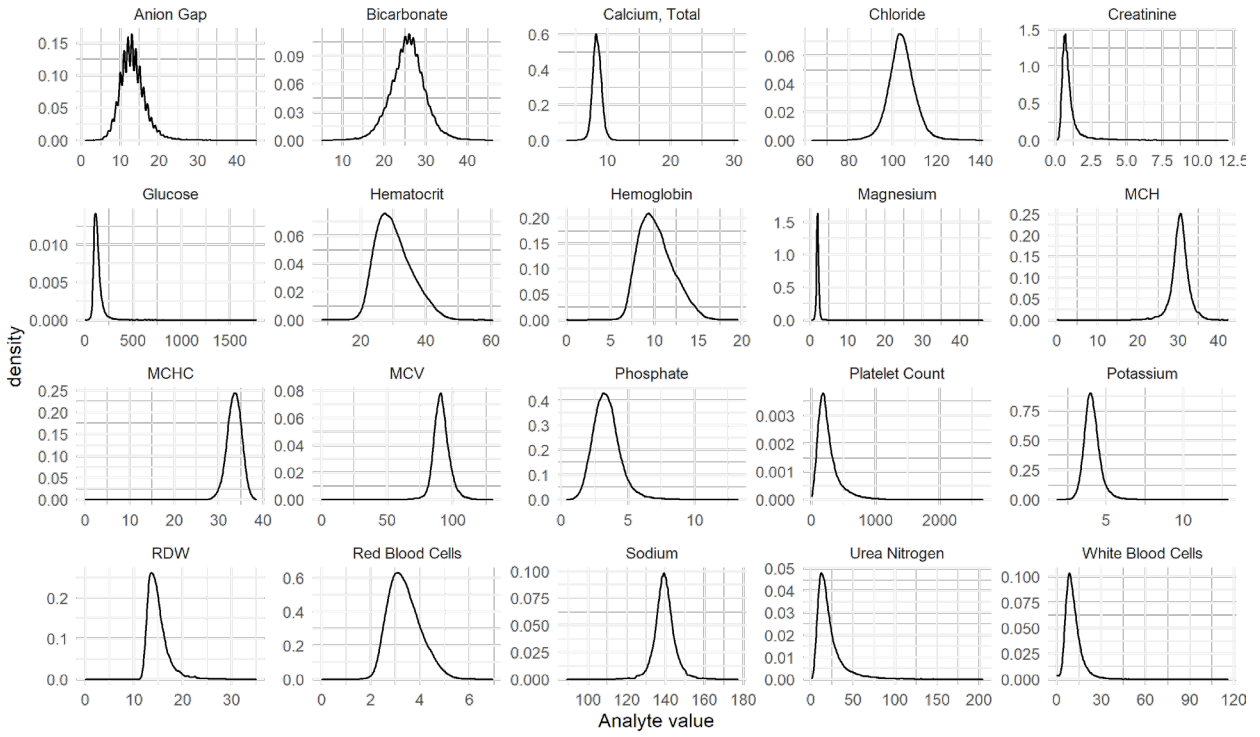 Anion Gap Bicarbonate Calcium, Total Chloride Creatinine
0.15 0.10 0.05 0.00
0.09 0.06 0.03 0.00
0.6 0.4 0.2 0.0
0.06 0.04 0.02 0.00
1.5 1.0 0.5 0.0
0 10 20 30 40 10 20 30 40 0 10 20 30 60 80 100 120 140 0.0 2.5 5.0 7.5 10.0 12.5
Glucose Hematocrit Hemoglobin Magnesium MCH
0.010 0.005 0.000
0.06 0.04 0.02 0.00
0.20 0.15 0.10 0.05 0.00
1.5 1.0 0.5 0.0
0.25 0.20 0.15 0.10 0.05 0.00
0 500 1000 1500 20 40 60 0 5 10 15 20 0 10 20 30 40 0 10 20 30 40
density
MCHC MCV Phosphate Platelet Count Potassium
0.25 0.20 0.15 0.10 0.05 0.00
0.08 0.06 0.04 0.02 0.00
0.4 0.3 0.2 0.1 0.0
0.003 0.002 0.001 0.000
0.75 0.50 0.25 0.00
0 10 20 30 40 0 50 100 0 5 10 0 1000 2000 5 10
RDW Red Blood Cells Sodium Urea Nitrogen White Blood Cells
0.2 0.1 0.0
0.6 0.4 0.2 0.0
0.100 0.075 0.050 0.025 0.000
0.05 0.04 0.03 0.02 0.01 0.00
0.100 0.075 0.050 0.025 0.000
0 10 20 30 0 2 4 6 100 120 140 160 180 0 50 100 150 200 0 30 60 90 120
Analyte value